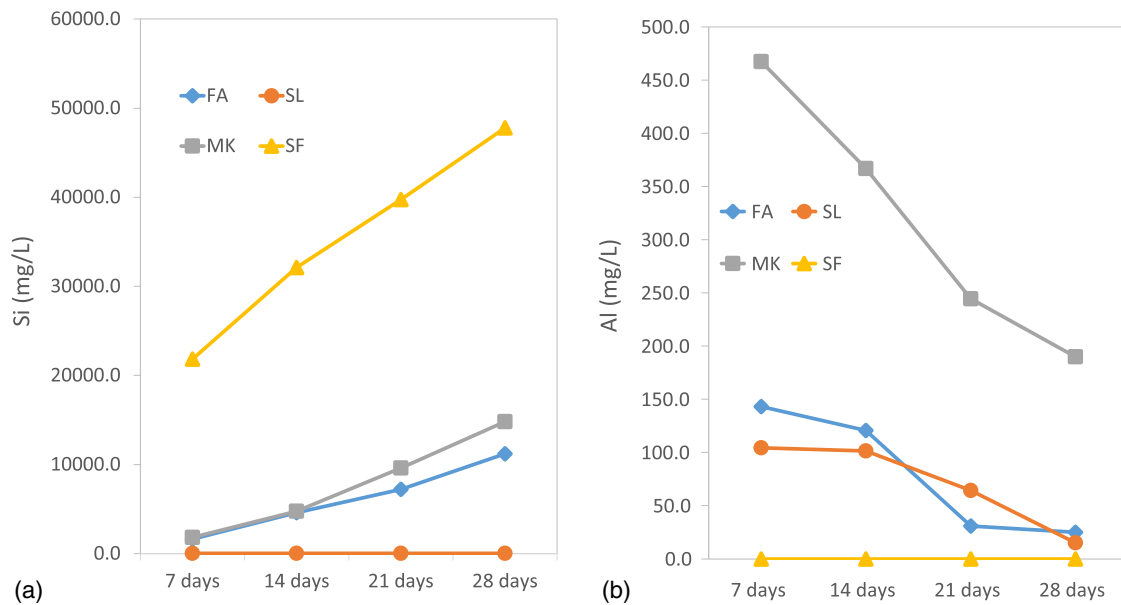 60000.0
50000.0
40000.0
30000.0
20000.0
10000.0
0.0
Si (mg/L)
FA SL
MK SF
7 days 14 days 21 days 28 days
(a)
500.0
450.0
400.0
350.0
300.0
250.0
200.0
150.0
100.0
50.0
0.0
Al (mg/L)
FA SL
MK SF
7 days 14 days 21 days 28 days
(b)